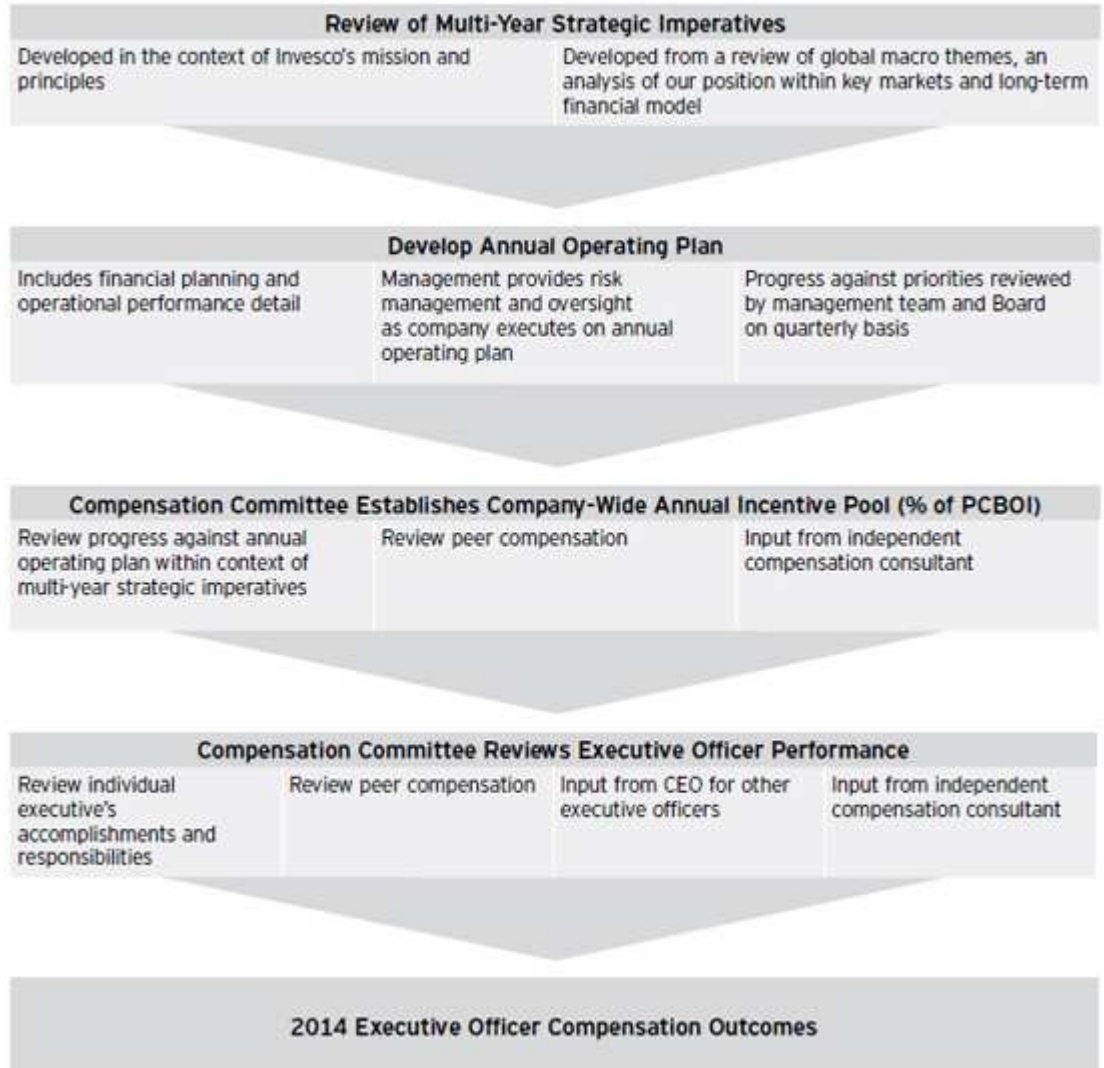 Review of Multi-Year Strategic Imperatives
Developed in the context of Invesco's mission and
principles
Developed from a review of global macro themes, an
analysis of our position within key markets and long-term
financial model
Develop Annual Operating Plan
Includes financial planning and
operational performance detail
Management provides risk
management and oversight
as company executes on annual
operating plan
Progress against priorities reviewed
by management team and Board
on quarterly basis
Compensation Committee Establishes Company-Wide Annual Incentive Pool (% of PCBOI)
Review progress against annual
operating plan within context of
multi-year strategic imperatives
Review peer compensation
Input from independent
compensation consultant
Compensation Committee Reviews Executive Officer Performance
Review individual
executive's
accomplishments and
responsibilities
Review peer compensation
Input from CEO for other
executive officers
Input from independent
compensation consultant
2014 Executive Officer Compensation Outcomes